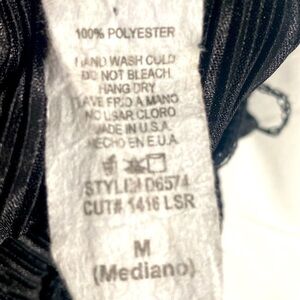 100% POLYESTER
HAND WASH COLD
DO NOT BLEACH
HANG DRY
LAVE FRIO A MANO
NO USAR CLORO
MADE IN U.S.A.
HECHO EN E.U.A.
STYLE# D6574
CUT# 1416 LSR
M
(Mediano)